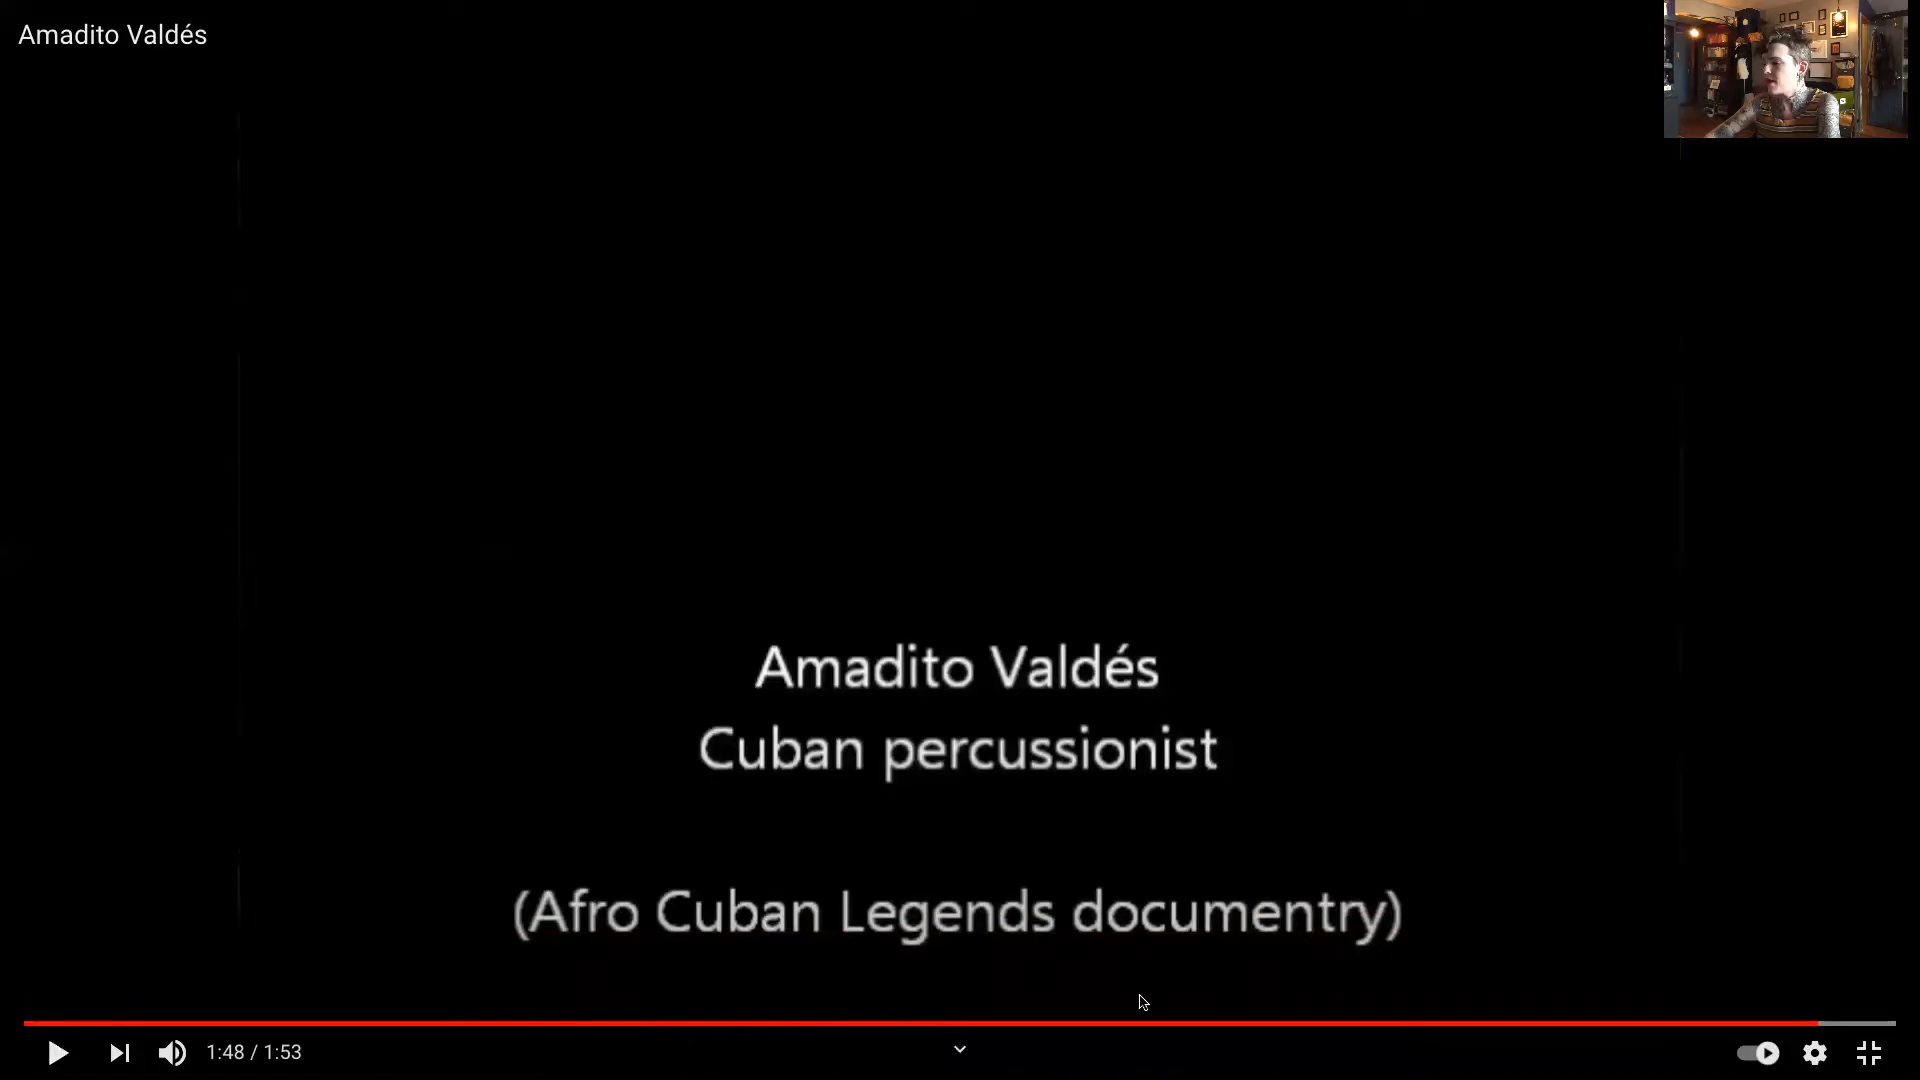 Amadito Valdés
Amadito Valdés
Cuban percussionist
(Afro Cuban Legends documentry)
1:48 / 1:53